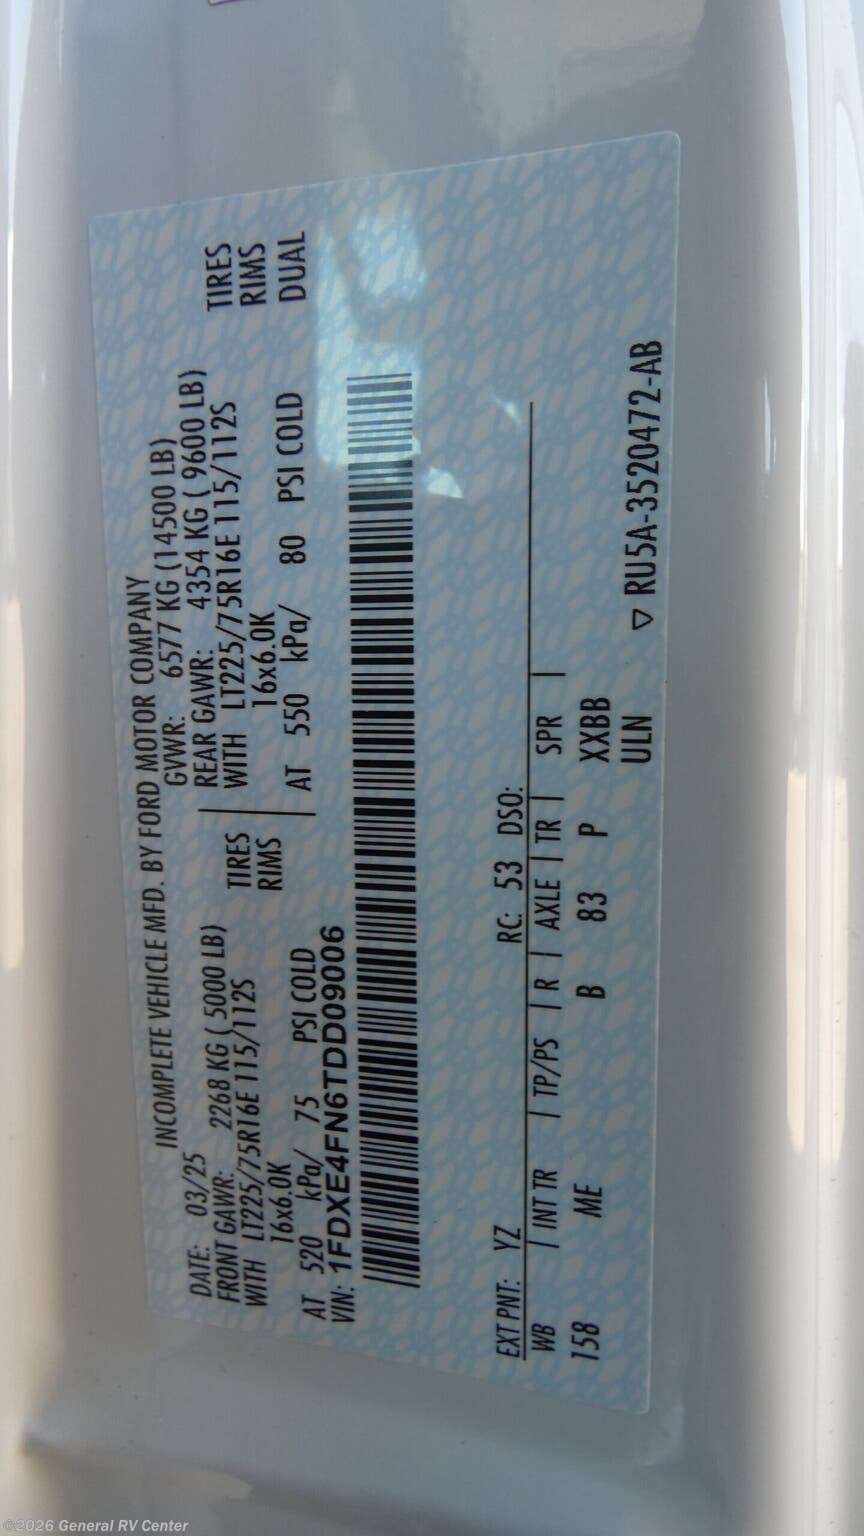 INCOMPLETE VEHICLE MFD. BY FORD MOTOR COMPANY
DATE: 03/25 GVWR: 6577 KG (14500 LB)
FRONT GAWR: 2268 KG ( 5000 LB) REAR GAWR: 4354 KG ( 9600 LB)
WITH LT225/75R16E 115/112S TIRES WITH LT225/75R16E 115/112S TIRES
16x6.0K RIMS 16x6.0K RIMS
AT 520 kPa/ 75 PSI COLD AT 550 kPa/ 80 PSI COLD DUAL
VIN: 1FDXE4FN6TDD09006
EXT PNT: YZ RC: 53 DSO:
WB | INT TR | TP/PS | R | AXLE | TR | SPR |
158 ME B 83 P XXBB
ULN
▽ RU5A-3520472-AB
©2026 General RV Center